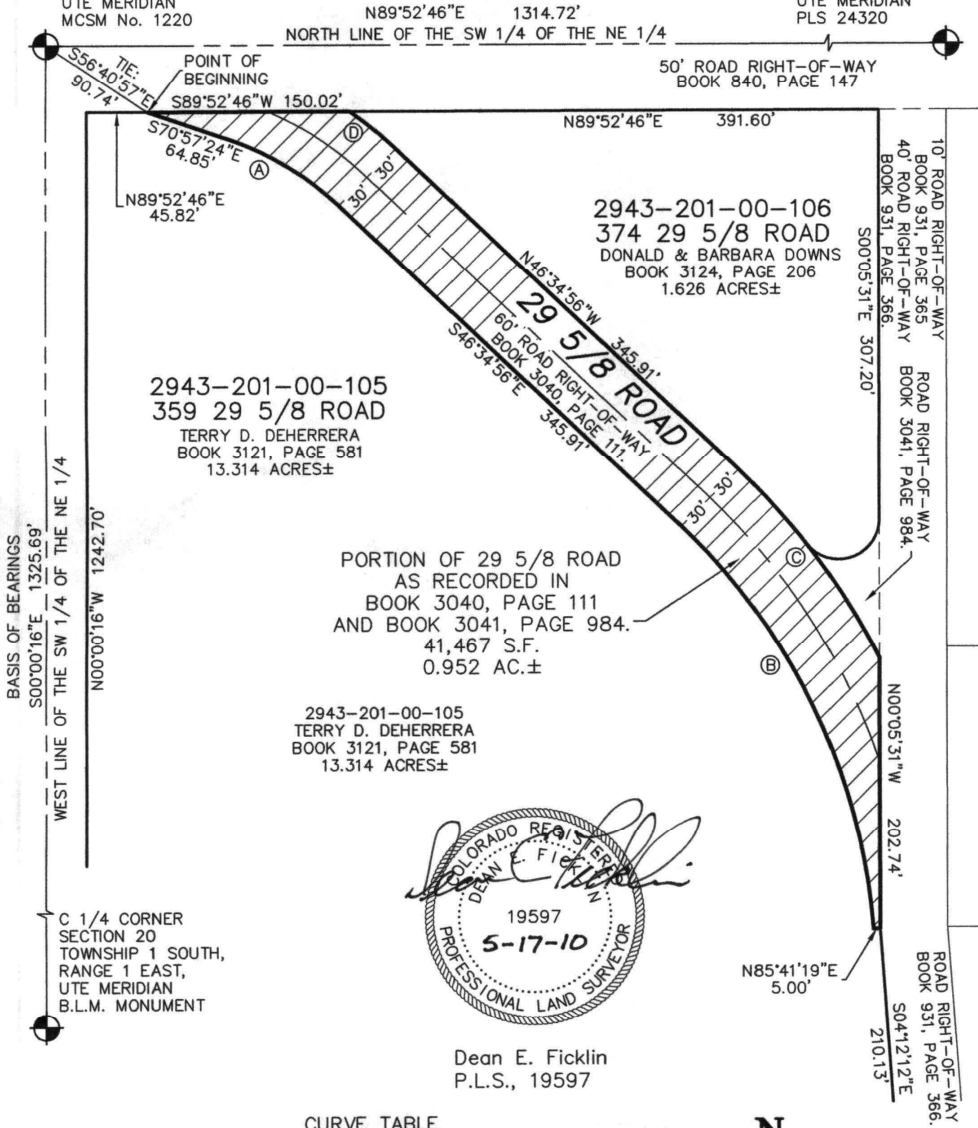 UTE MERIDIAN
MCSM No. 1220
N89°52'46"E 1314.72'
NORTH LINE OF THE SW 1/4 OF THE NE 1/4
UTE MERIDIAN
PLS 24320
TIE:
S56°40'57"E
90.74'
POINT OF
BEGINNING
50' ROAD RIGHT-OF-WAY
BOOK 840, PAGE 147
S89°52'46"W 150.02'
N89°52'46"E 391.60'
D
S70°57'24"E
64.85'
A
30'
30'
N89°52'46"E
45.82'
10' ROAD RIGHT-OF-WAY
BOOK 931, PAGE 365
40' ROAD RIGHT-OF-WAY
BOOK 931, PAGE 366.
2943-201-00-106
374 29 5/8 ROAD
DONALD & BARBARA DOWNS
BOOK 3124, PAGE 206
1.626 ACRES±
S00°05'31"E 307.20'
N46°34'56"W 345.91'
29 5/8 ROAD
60' ROAD RIGHT-OF-WAY
BOOK 3040, PAGE 111.
S46°34'56"E
345.91'
ROAD RIGHT-OF-WAY
BOOK 3041, PAGE 984.
2943-201-00-105
359 29 5/8 ROAD
TERRY D. DEHERRERA
BOOK 3121, PAGE 581
13.314 ACRES±
BASIS OF BEARINGS
S00°00'16"E 1325.69'
WEST LINE OF THE SW 1/4 OF THE NE 1/4
N00°00'16"W 1242.70'
30'
30'
C
PORTION OF 29 5/8 ROAD
AS RECORDED IN
BOOK 3040, PAGE 111
AND BOOK 3041, PAGE 984.
41,467 S.F.
0.952 AC.±
B
2943-201-00-105
TERRY D. DEHERRERA
BOOK 3121, PAGE 581
13.314 ACRES±
N00°05'31"W 202.74'
COLORADO REGISTERED
DEAN E. FICKLIN
19597
5-17-10
PROFESSIONAL LAND SURVEYOR
C 1/4 CORNER
SECTION 20
TOWNSHIP 1 SOUTH,
RANGE 1 EAST,
UTE MERIDIAN
B.L.M. MONUMENT
N85°41'19"E
5.00'
ROAD RIGHT-OF-WAY
BOOK 931, PAGE 366.
S04°12'12"E
210.13'
Dean E. Ficklin
P.L.S., 19597
CURVE TABLE
N